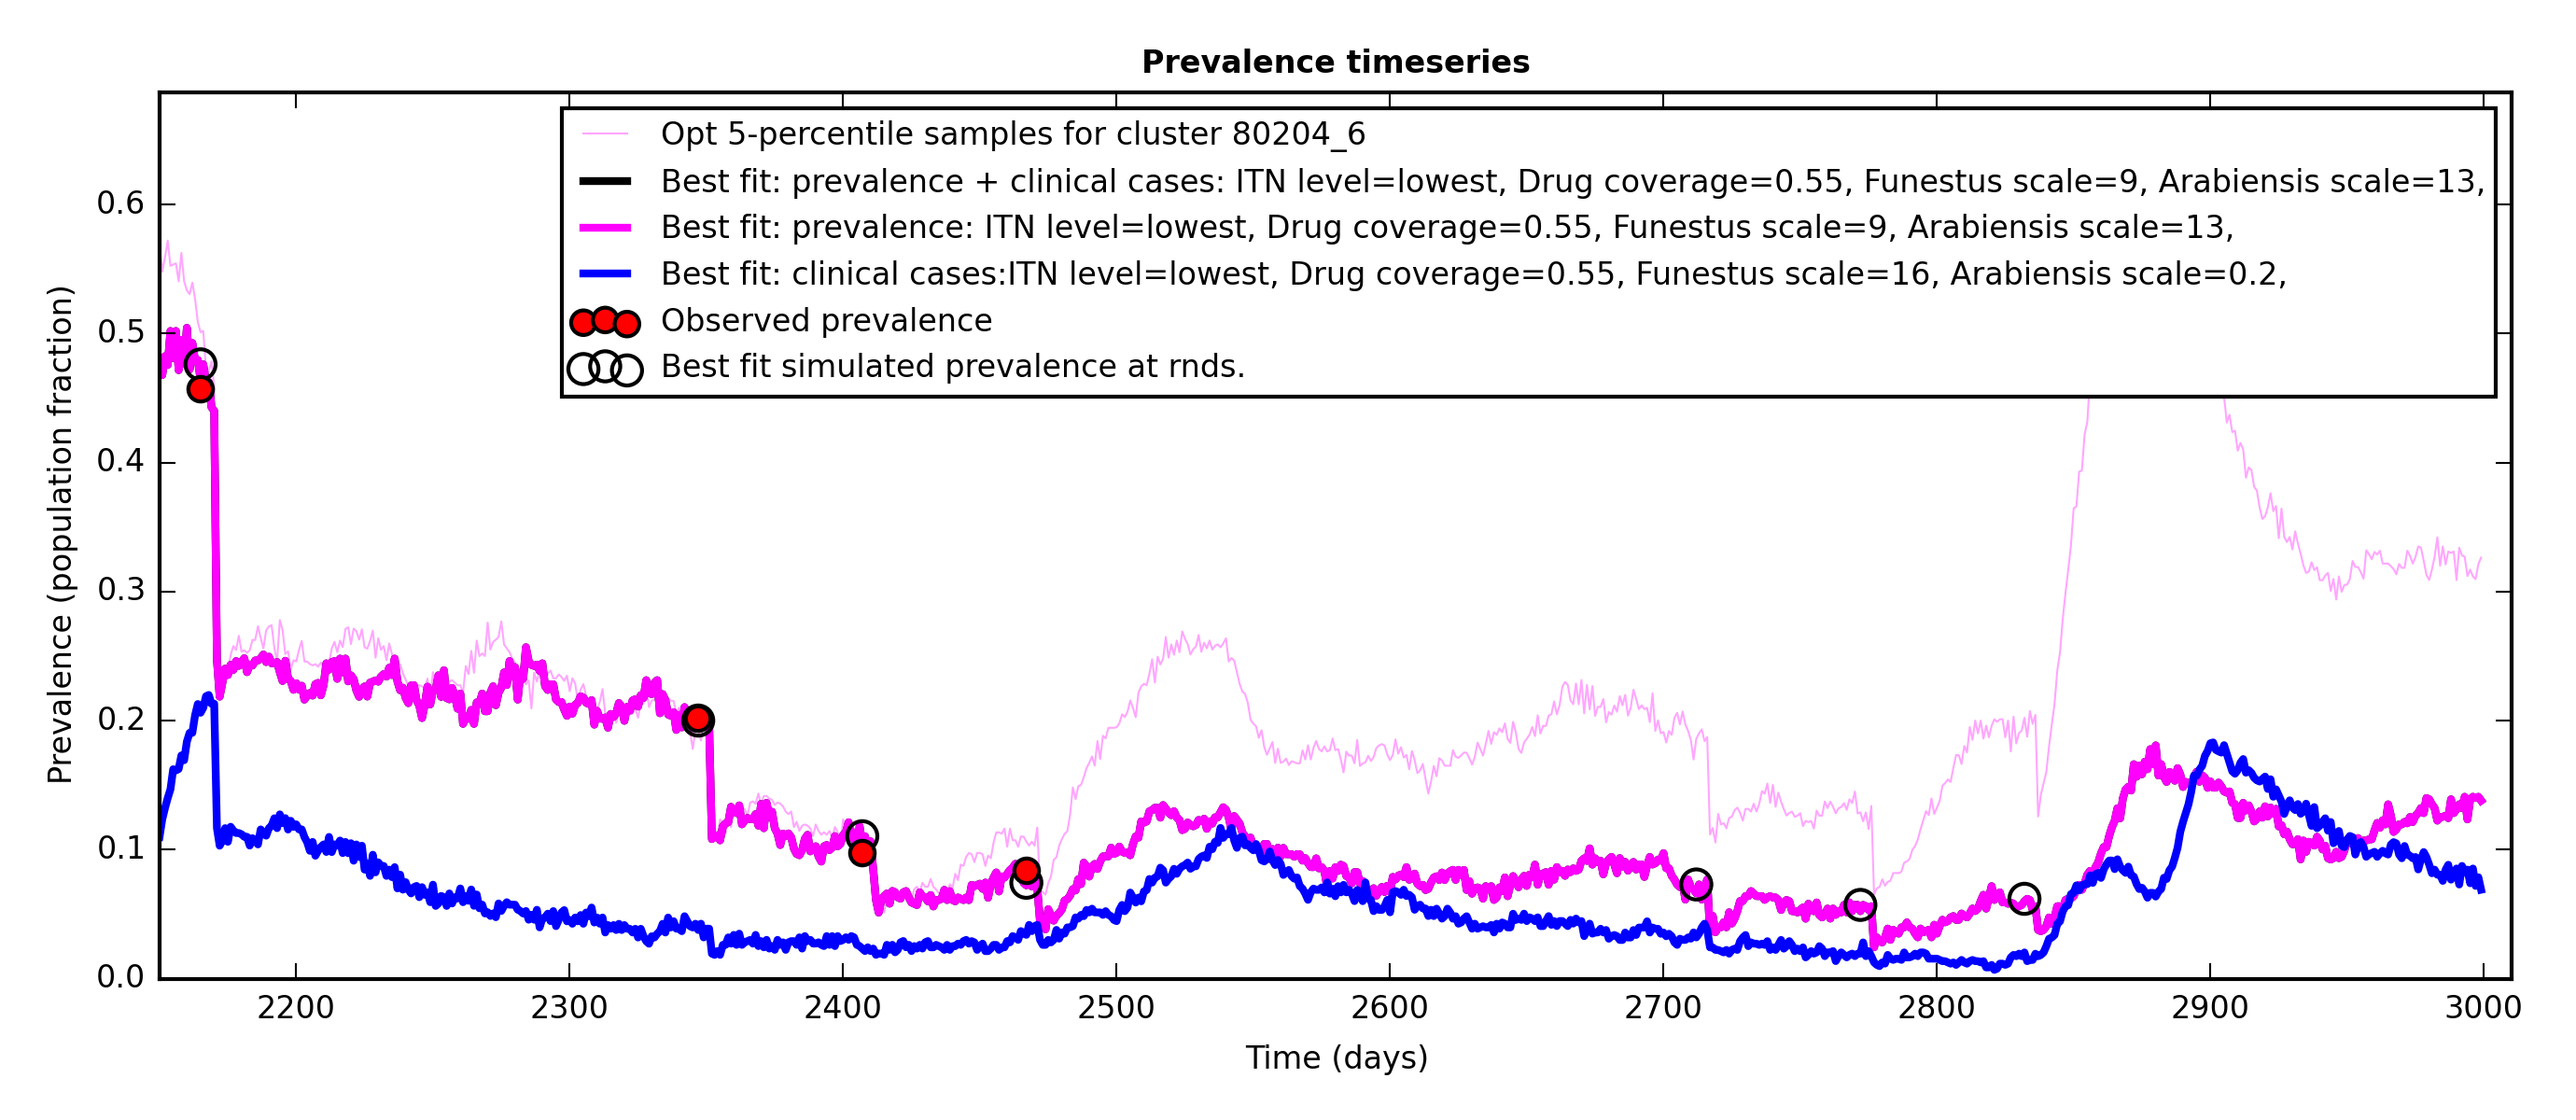 Prevalence timeseries
Opt 5-percentile samples for cluster 80204_6
Best fit: prevalence + clinical cases: ITN level=lowest, Drug coverage=0.55, Funestus scale=9, Arabiensis scale=13,
Best fit: prevalence: ITN level=lowest, Drug coverage=0.55, Funestus scale=9, Arabiensis scale=13,
Best fit: clinical cases:ITN level=lowest, Drug coverage=0.55, Funestus scale=16, Arabiensis scale=0.2,
Observed prevalence
Best fit simulated prevalence at rnds.
Prevalence (population fraction)
0.6
0.5
0.4
0.3
0.2
0.1
0.0
2200 2300 2400 2500 2600 2700 2800 2900 3000
Time (days)